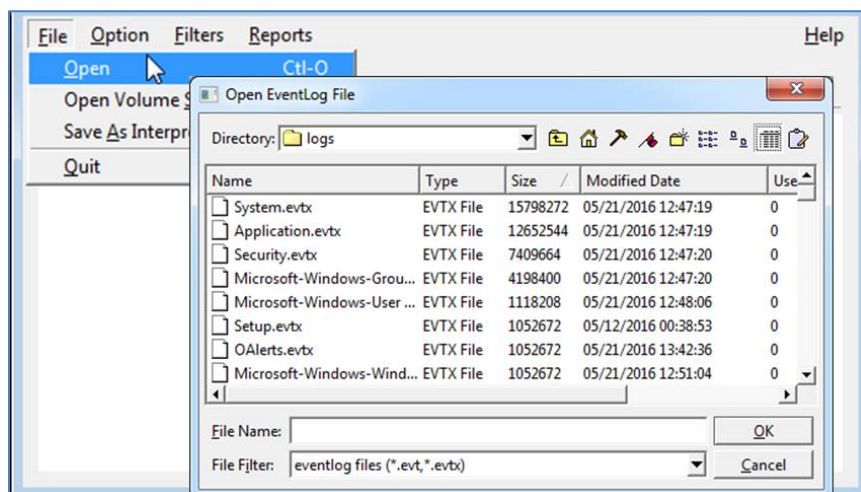 File Option Filters Reports Help
Open Ctl-O
Open Volume
Save As Interpr
Quit
Open EventLog File
Directory: logs
Name Type Size Modified Date Use
System.evtx EVTX File 15798272 05/21/2016 12:47:19 0
Application.evtx EVTX File 12652544 05/21/2016 12:47:19 0
Security.evtx EVTX File 7409664 05/21/2016 12:47:20 0
Microsoft-Windows-Grou... EVTX File 4198400 05/21/2016 12:47:20 0
Microsoft-Windows-User ... EVTX File 1118208 05/21/2016 12:48:06 0
Setup.evtx EVTX File 1052672 05/12/2016 00:38:53 0
OAlerts.evtx EVTX File 1052672 05/21/2016 13:42:36 0
Microsoft-Windows-Wind... EVTX File 1052672 05/21/2016 12:51:04 0
File Name: OK
File Filter: eventlog files (*.evt,*.evtx) Cancel